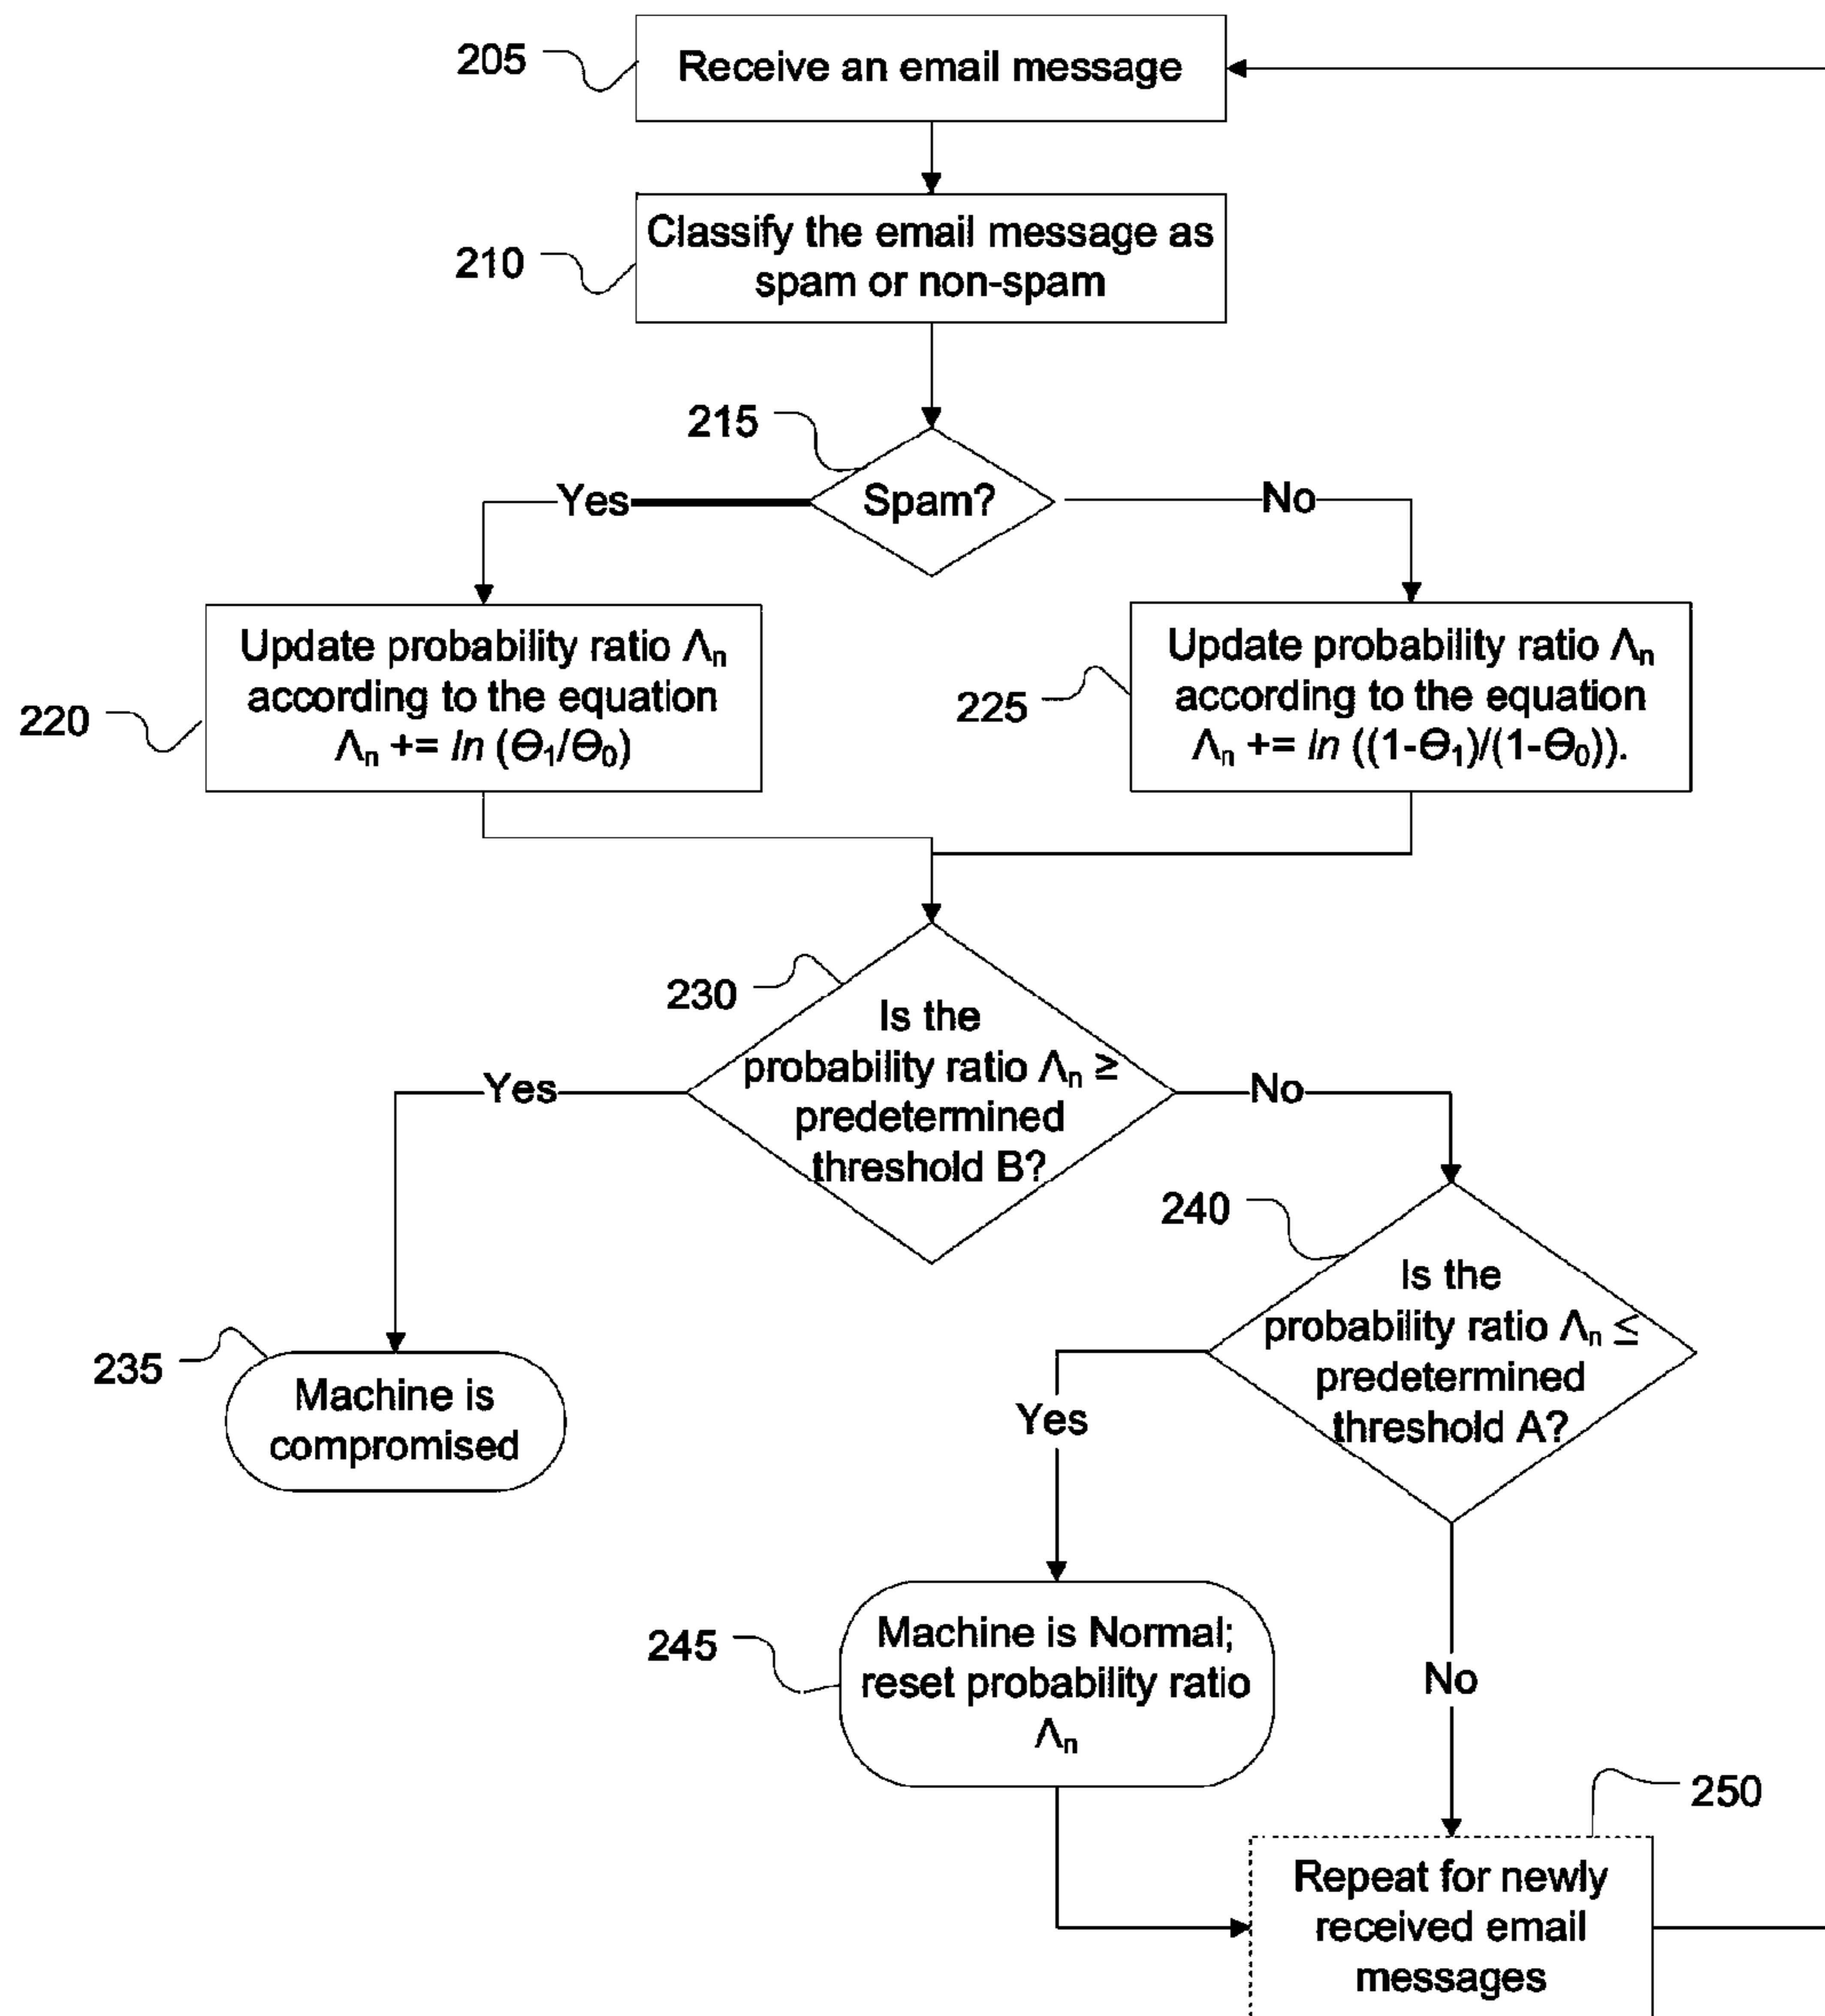 205
Receive an email message
210
Classify the email message as
spam or non-spam
215
Spam?
Yes
No
220
Update probability ratio Λn
according to the equation
Λn += ln (Θ1/Θ0)
225
Update probability ratio Λn
according to the equation
Λn += ln ((1-Θ1)/(1-Θ0)).
230
Is the
probability ratio Λn ≥
predetermined
threshold B?
Yes
No
235
Machine is
compromised
240
Is the
probability ratio Λn ≤
predetermined
threshold A?
Yes
No
245
Machine is Normal;
reset probability ratio
Λn
250
Repeat for newly
received email
messages